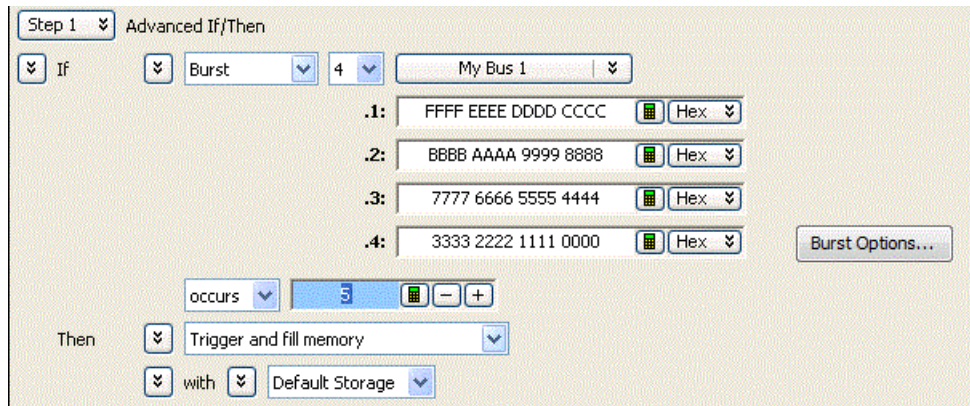 Step 1 Advanced If/Then
If Burst 4 My Bus 1
.1: FFFF EEEE DDDD CCCC Hex
.2: BBBB AAAA 9999 8888 Hex
.3: 7777 6666 5555 4444 Hex
.4: 3333 2222 1111 0000 Hex Burst Options...
occurs 5 - +
Then Trigger and fill memory
with Default Storage